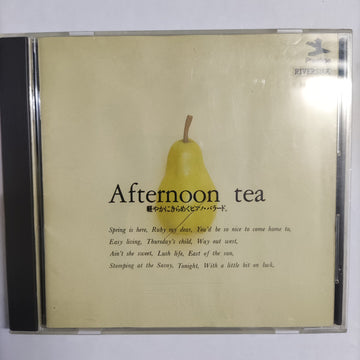 RIVERSIDE
Afternoon tea
軽やかにきらめくピアノ・バラード。
Spring is here, Ruby my dear, You'd be so nice to come home to,
Easy living, Thursday's child, Way out west,
Ain't she sweet, Lush life, East of the sun,
Stomping at the Savoy, Tonight, With a little bit on luck,